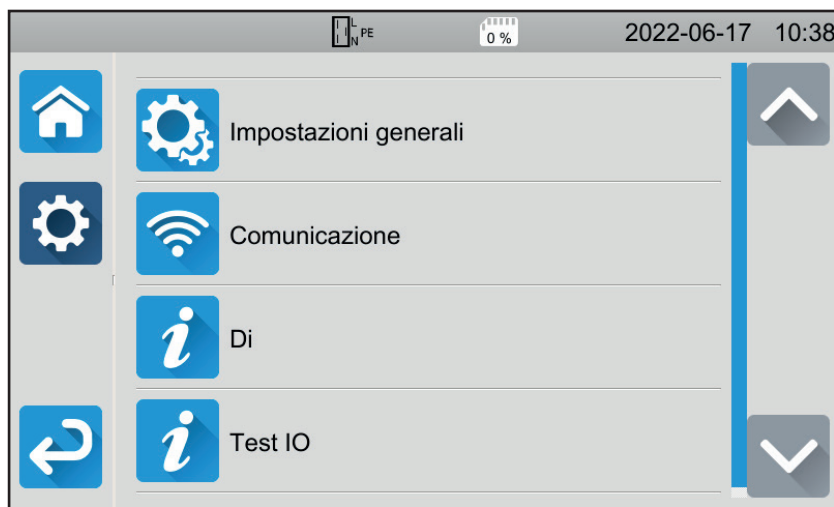 L
N PE
0 %
2022-06-17 10:38
Impostazioni generali
Comunicazione
Di
Test IO